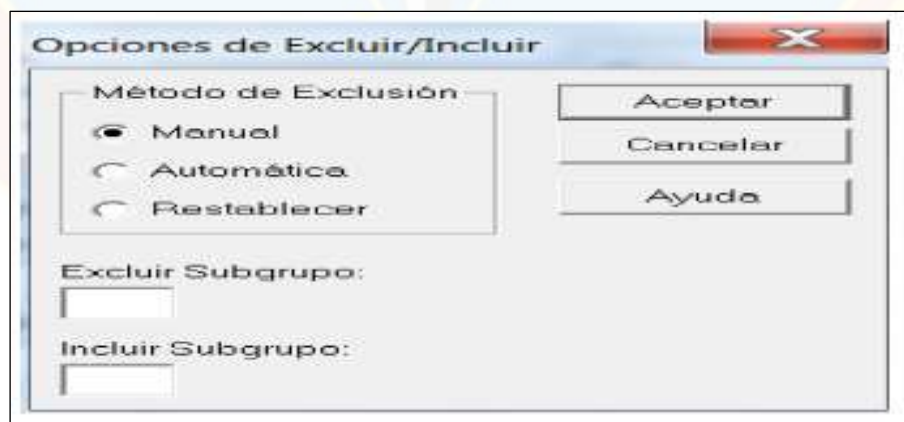 Opciones de Excluir/Incluir
Método de Exclusión
Manual
Automática
Restablecer
Aceptar
Cancelar
Ayuda
Excluir Subgrupo:
Incluir Subgrupo: